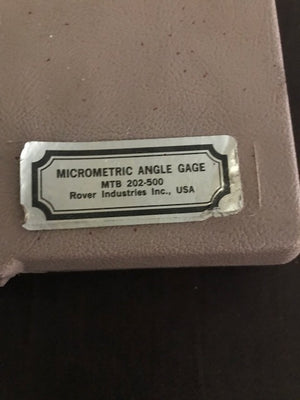 MICROMETRIC ANGLE GAGE
MTB 202-500
Rover Industries Inc., USA